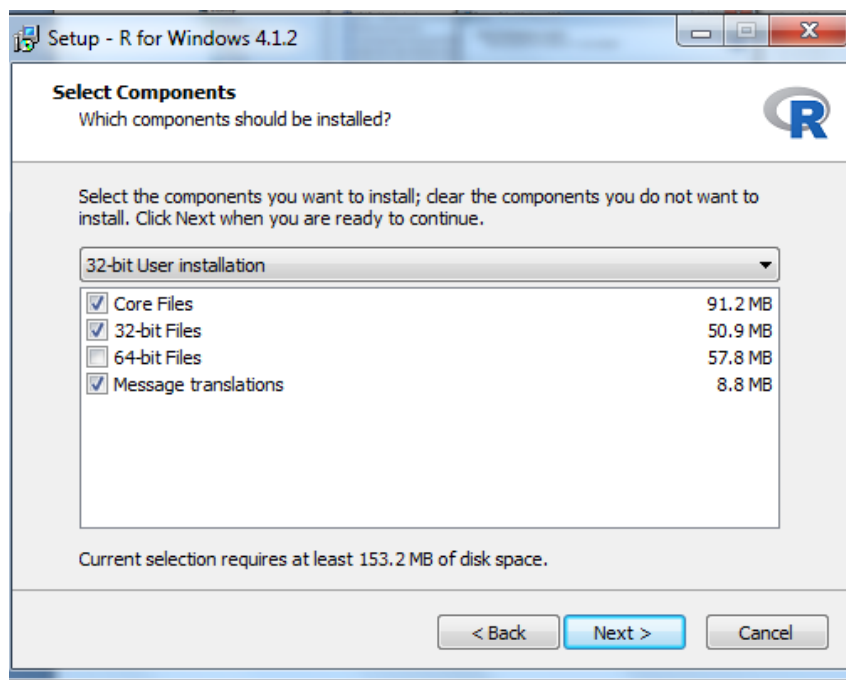 Setup - R for Windows 4.1.2
Select Components
Which components should be installed?
R
Select the components you want to install; clear the components you do not want to
install. Click Next when you are ready to continue.
32-bit User installation
Core Files 91.2 MB
32-bit Files 50.9 MB
64-bit Files 57.8 MB
Message translations 8.8 MB
Current selection requires at least 153.2 MB of disk space.
< Back Next > Cancel